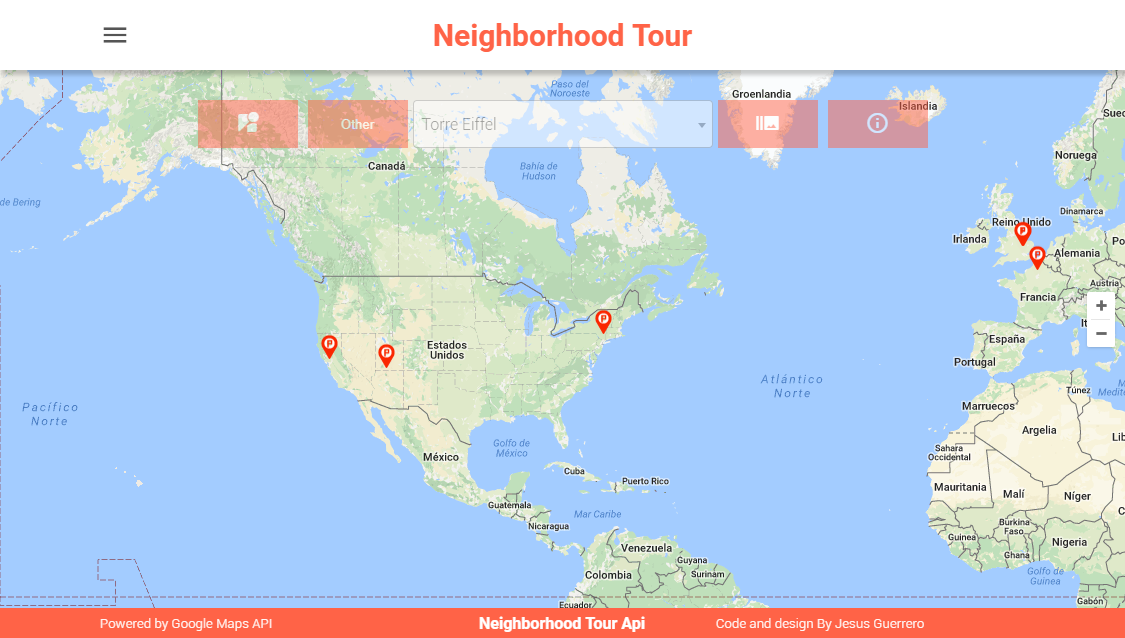 Neighborhood Tour
Paso del
Noroeste
Groenlandia
Islandia
Suec
Other
Torre Eiffel
Canadá
Bahía de
Hudson
Noruega
de Bering
Dinamarca
Reino Unido
Irlanda
Po
Alemania
Austria
Francia
+
It
−
España
Estados
Unidos
Portugal
Atlántico
Norte
Túnez
Medite
Pacífico
Norte
Marruecos
Argelia
Lib
Golfo de
México
Sahara
Occidental
México
Cuba
Puerto Rico
Mauritania
Malí
Níger
Guatemala
Mar Caribe
C
Nicaragua
Burkina
Faso
Guinea
Nigeria
Ghana
Venezuela
Guyana
Surinam
Colombia
Golfo de
Guinea
Ecuador
Gabón
Powered by Google Maps API
Neighborhood Tour Api
Code and design By Jesus Guerrero